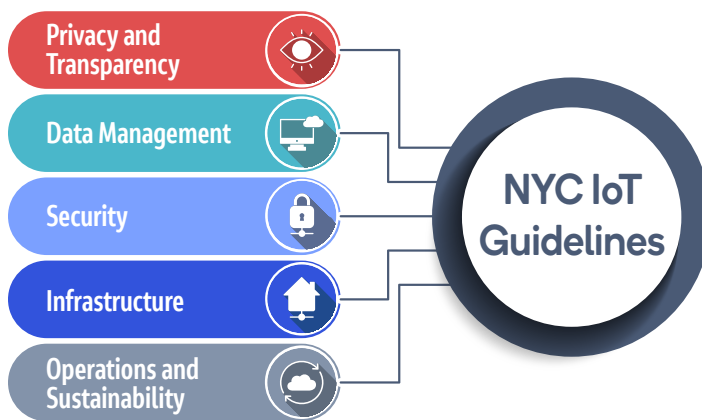 Privacy and
Transparency
Data Management
Security
Infrastructure
Operations and
Sustainability
NYC IoT
Guidelines